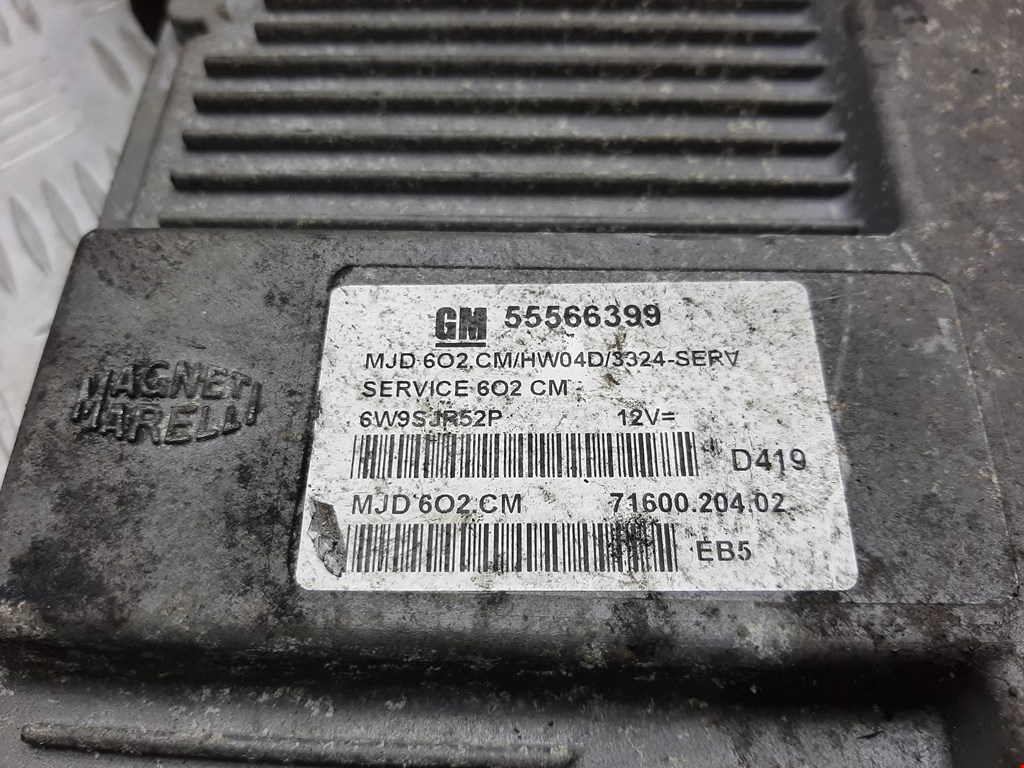 GM 55566399
MJD 6O2.CM/HW04D/3324-SERV
SERVICE 6O2 CM
6W9SJR52P 12V=
D419
MJD 6O2.CM 71600.204.02
EB5
MAGNETI
MARELLI